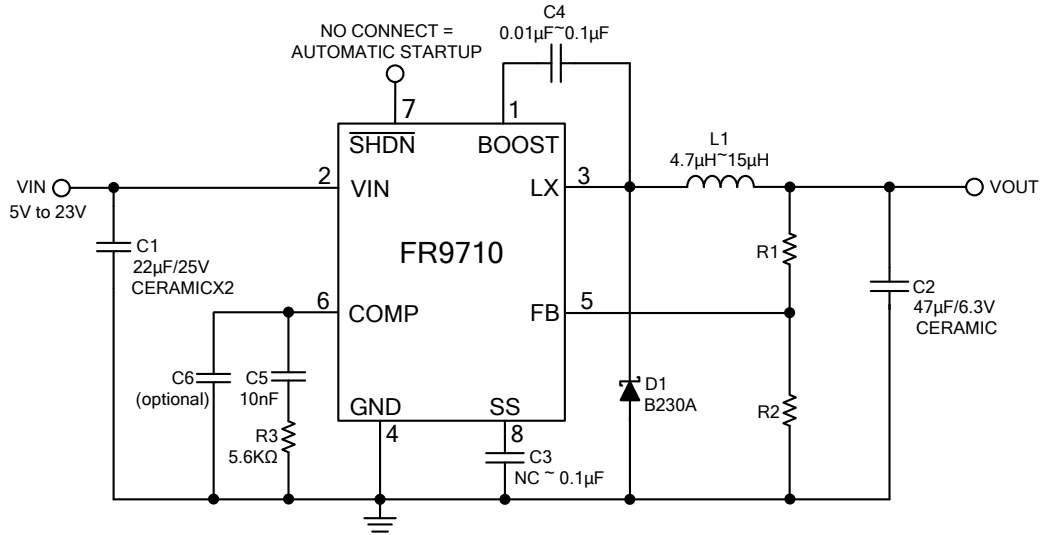 C4
0.01µF~0.1µF
NO CONNECT =
AUTOMATIC STARTUP
7
1
SHDN
BOOST
L1
4.7µH~15µH
VIN
5V to 23V
2
VIN
LX
3
VOUT
C1
22µF/25V
CERAMICX2
FR9710
R1
C2
47µF/6.3V
CERAMIC
6
COMP
FB
5
C6
(optional)
C5
10nF
D1
B230A
R2
GND
SS
4
8
R3
5.6KΩ
C3
NC ~ 0.1µF